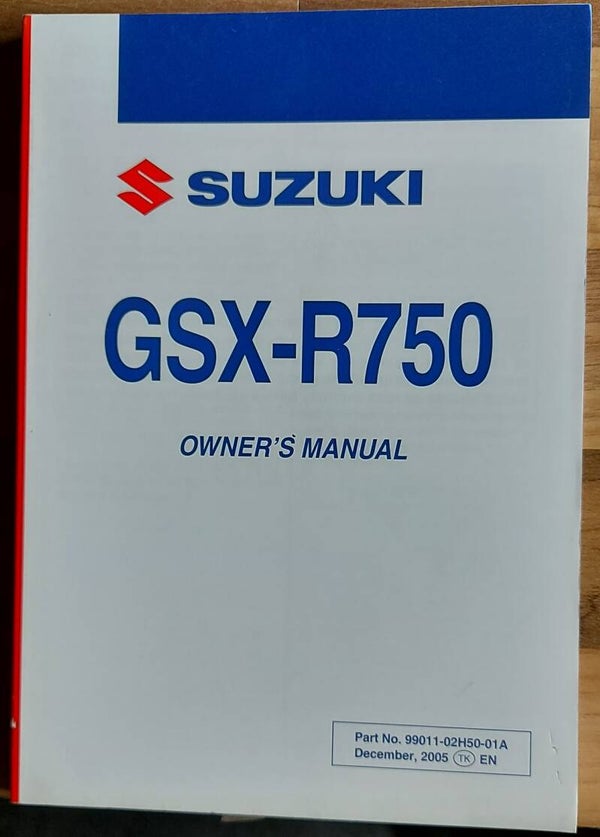 SUZUKI
GSX-R750
OWNER'S MANUAL
Part No. 99011-02H50-01A
December, 2005 TK EN